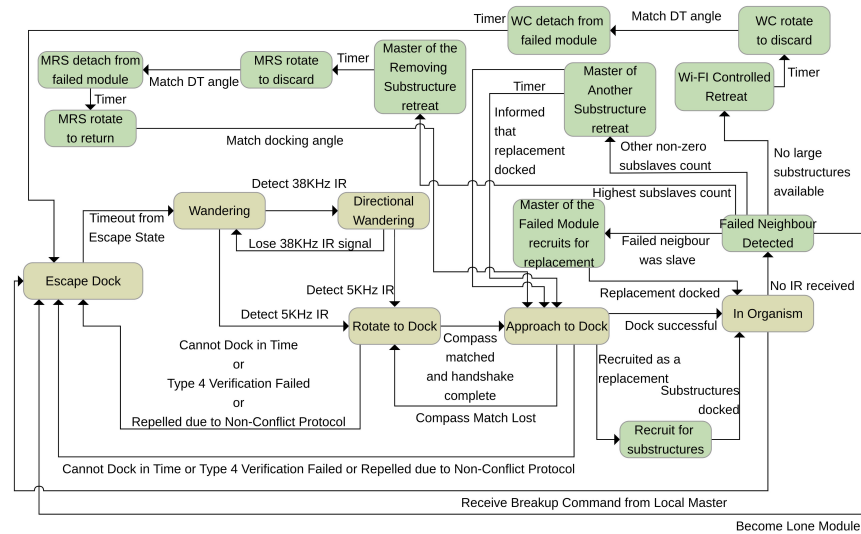 Timer
WC detach from
failed module
Match DT angle
WC rotate
to discard
MRS detach from
failed module
Match DT angle
MRS rotate
to discard
Timer
Master of the
Removing
Substructure
retreat
Timer
Master of
Another
Substructure
retreat
Wi-FI Controlled
Retreat
Timer
Timer
MRS rotate
to return
Match docking angle
Informed
that
replacement
docked
Other non-zero
subslaves count
No large
substructures
available
Highest subslaves count
Detect 38KHz IR
Wandering
Directional
Wandering
Timeout from
Escape State
Lose 38KHz IR signal
Master of the
Failed Module
recruits for
replacement
Failed neigbour
was slave
Failed Neighbour
Detected
Escape Dock
Detect 5KHz IR
Detect 5KHz IR
Replacement docked
No IR received
Rotate to Dock
Approach to Dock
Dock successful
In Organism
Cannot Dock in Time
or
Type 4 Verification Failed
or
Repelled due to Non-Conflict Protocol
Compass
matched
and handshake
complete
Compass Match Lost
Recruited as a
replacement
Substructures
docked
Recruit for
substructures
Cannot Dock in Time or Type 4 Verification Failed or Repelled due to Non-Conflict Protocol
Receive Breakup Command from Local Master
Become Lone Module